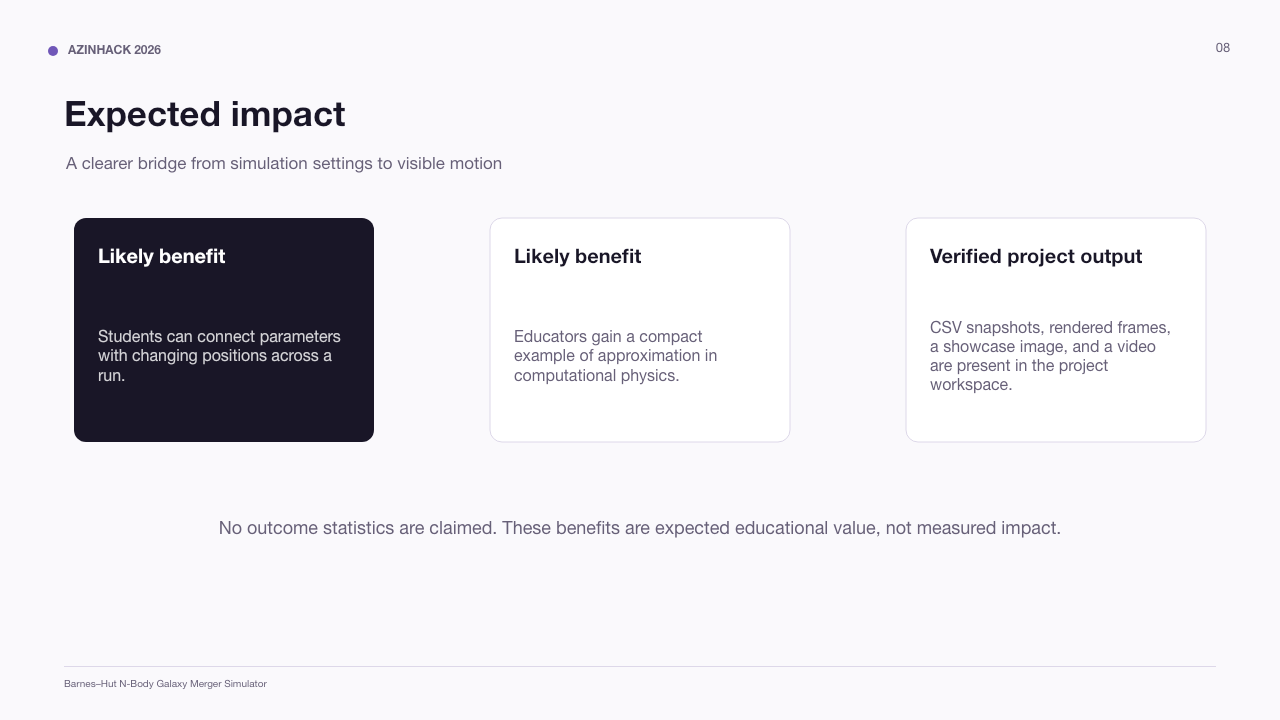 AZINHACK 2026
08
Expected impact
A clearer bridge from simulation settings to visible motion
Likely benefit
Students can connect parameters
with changing positions across a
run.
Likely benefit
Educators gain a compact
example of approximation in
computational physics.
Verified project output
CSV snapshots, rendered frames,
a showcase image, and a video
are present in the project
workspace.
No outcome statistics are claimed. These benefits are expected educational value, not measured impact.
Barnes–Hut N-Body Galaxy Merger Simulator